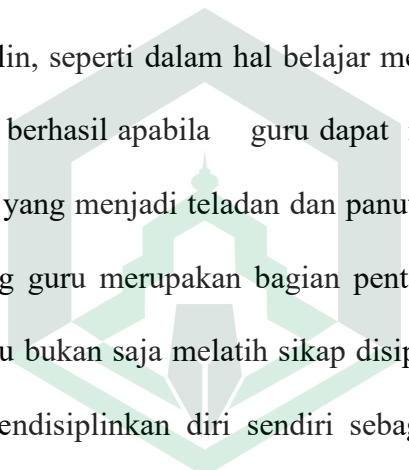 lin, seperti dalam hal belajar me
berhasil apabila guru dapat
yang menjadi teladan dan panu
g guru merupakan bagian pent
u bukan saja melatih sikap disip
endisiplinkan diri sendiri seba